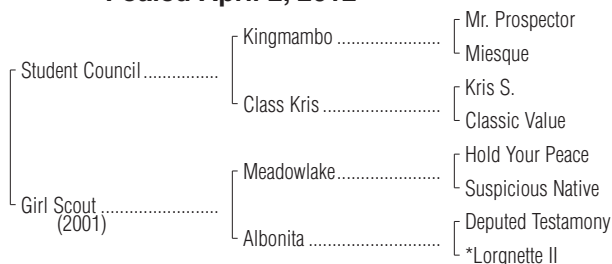 Foaled April 2, 2012
Mr. Prospector
Kingmambo
Miesque
Student Council
Kris S.
Class Kris
Classic Value
Hold Your Peace
Meadowlake
Suspicious Native
Girl Scout
(2001)
Deputed Testamony
Albonita
*Lorgnette II